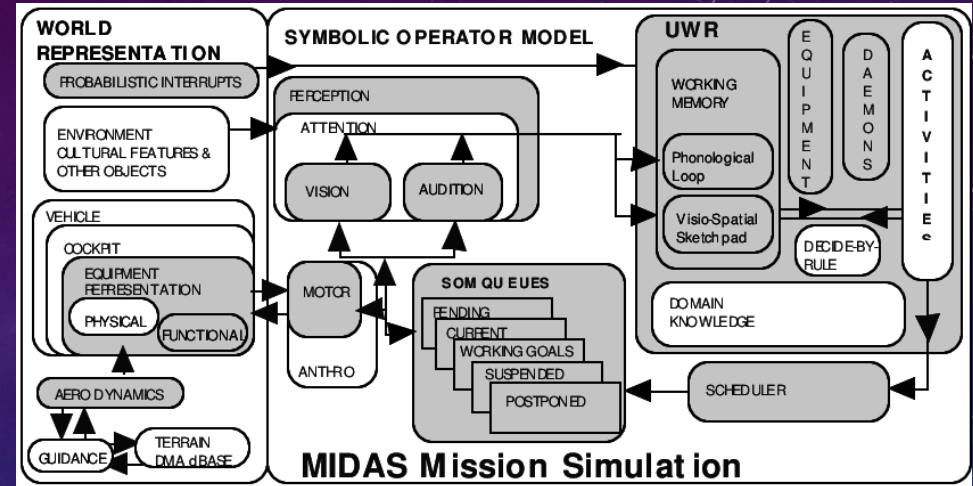 WORLD
REPRESENTATION
PROBABILISTIC INTERRUPTS
ENVIRONMENT
CULTURAL FEATURES &
OTHER OBJECTS
VEHICLE
COCKPIT
EQUIPMENT
REPRESENTATION
PHYSICAL
FUNCTIONAL
AERODYNAMICS
GUIDANCE
TERRAIN
DMA dBASE
SYMBOLIC OPERATOR MODEL
PERCEPTION
ATTENTION
VISION
AUDITION
MOTOR
ANTHRO
SOM QUEUES
PENDING
CURRENT
WORKING GOALS
SUSPENDED
POSTPONED
UWR
WORKING
MEMORY
Phonological
Loop
Visio-Spatial
Sketchpad
EQUIPMENT
DAEMONS
ACTIVITIES
DECIDE-BY-
RULE
DOMAIN
KNOWLEDGE
SCHEDULER
MIDAS Mission Simulation